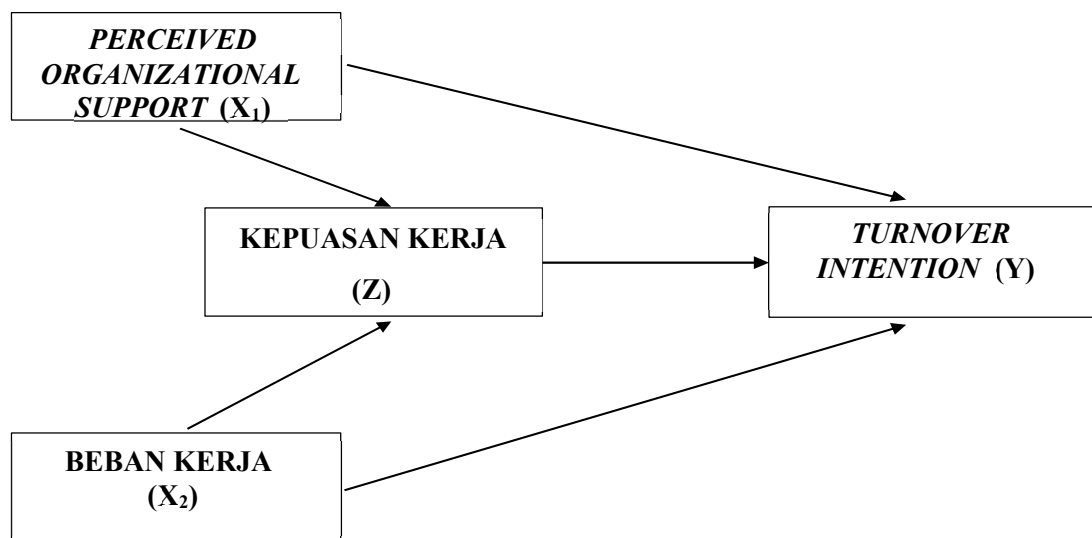 PERCEIVED
ORGANIZATIONAL
SUPPORT (X₁)
KEPUASAN KERJA
(Z)
TURNOVER
INTENTION (Y)
BEBAN KERJA
(X₂)